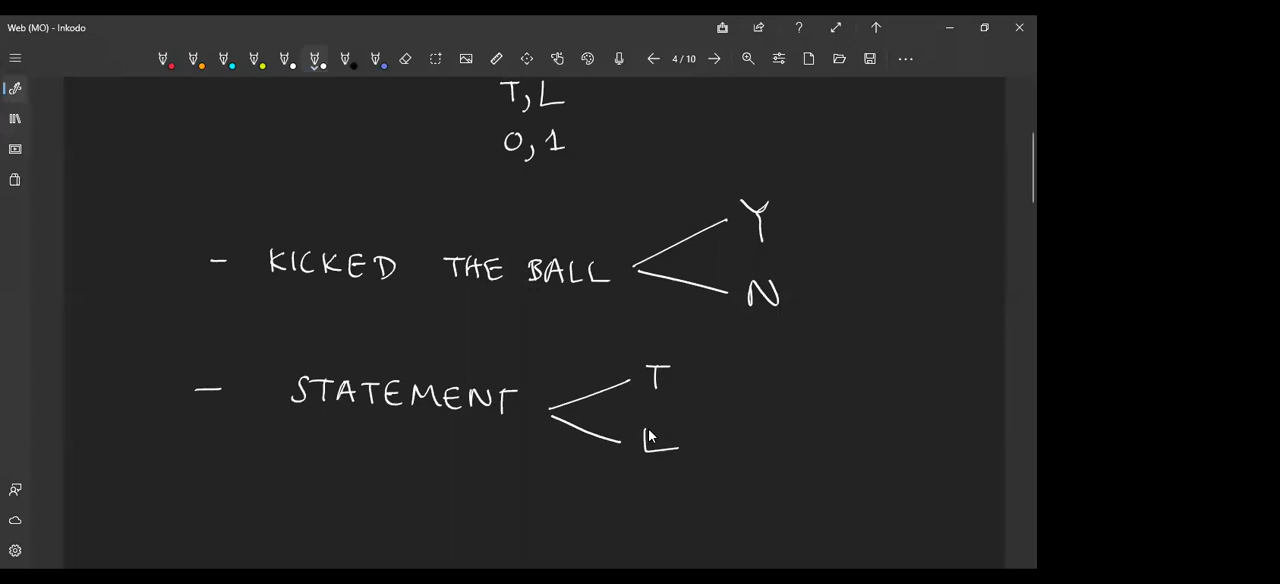 Web (MO) - Inkodo
4 / 10
T, L
0, 1
- KICKED THE BALL
Y
N
- STATEMENT
T
L